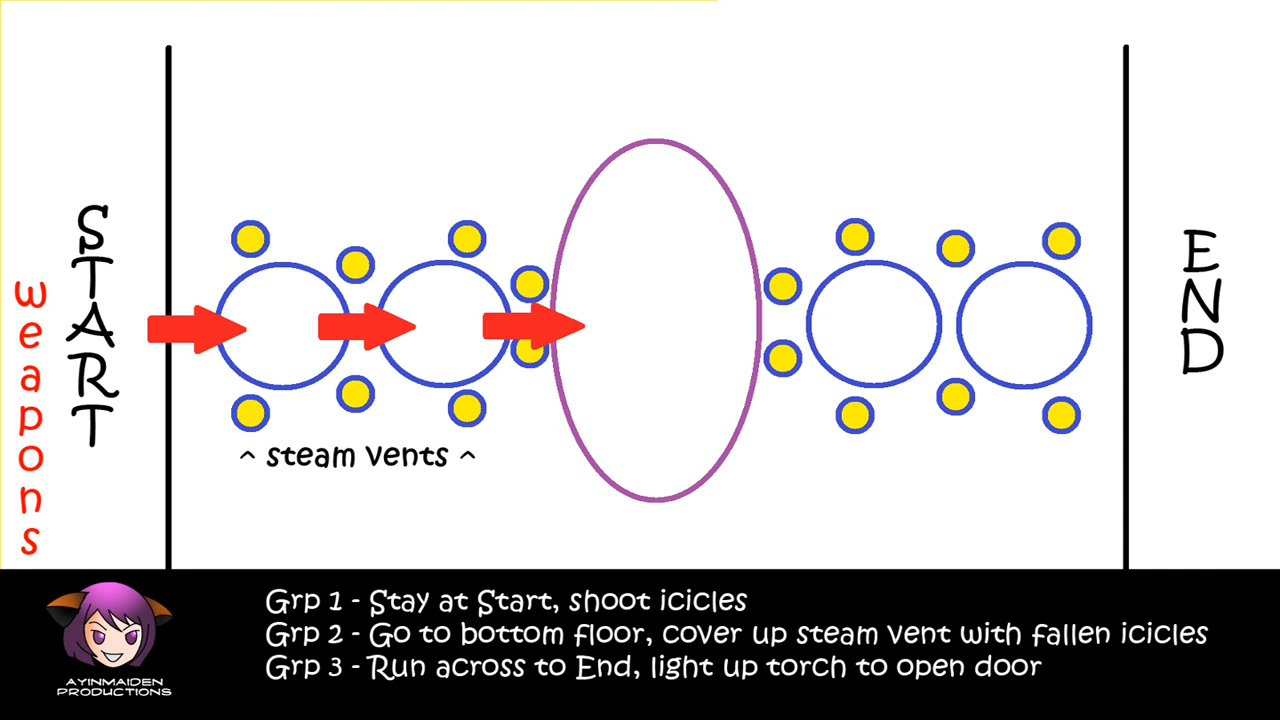 weapons
START
END
^ steam vents ^
Grp 1 - Stay at Start, shoot icicles
Grp 2 - Go to bottom floor, cover up steam vent with fallen icicles
Grp 3 - Run across to End, light up torch to open door
AYINMAIDEN
PRODUCTIONS